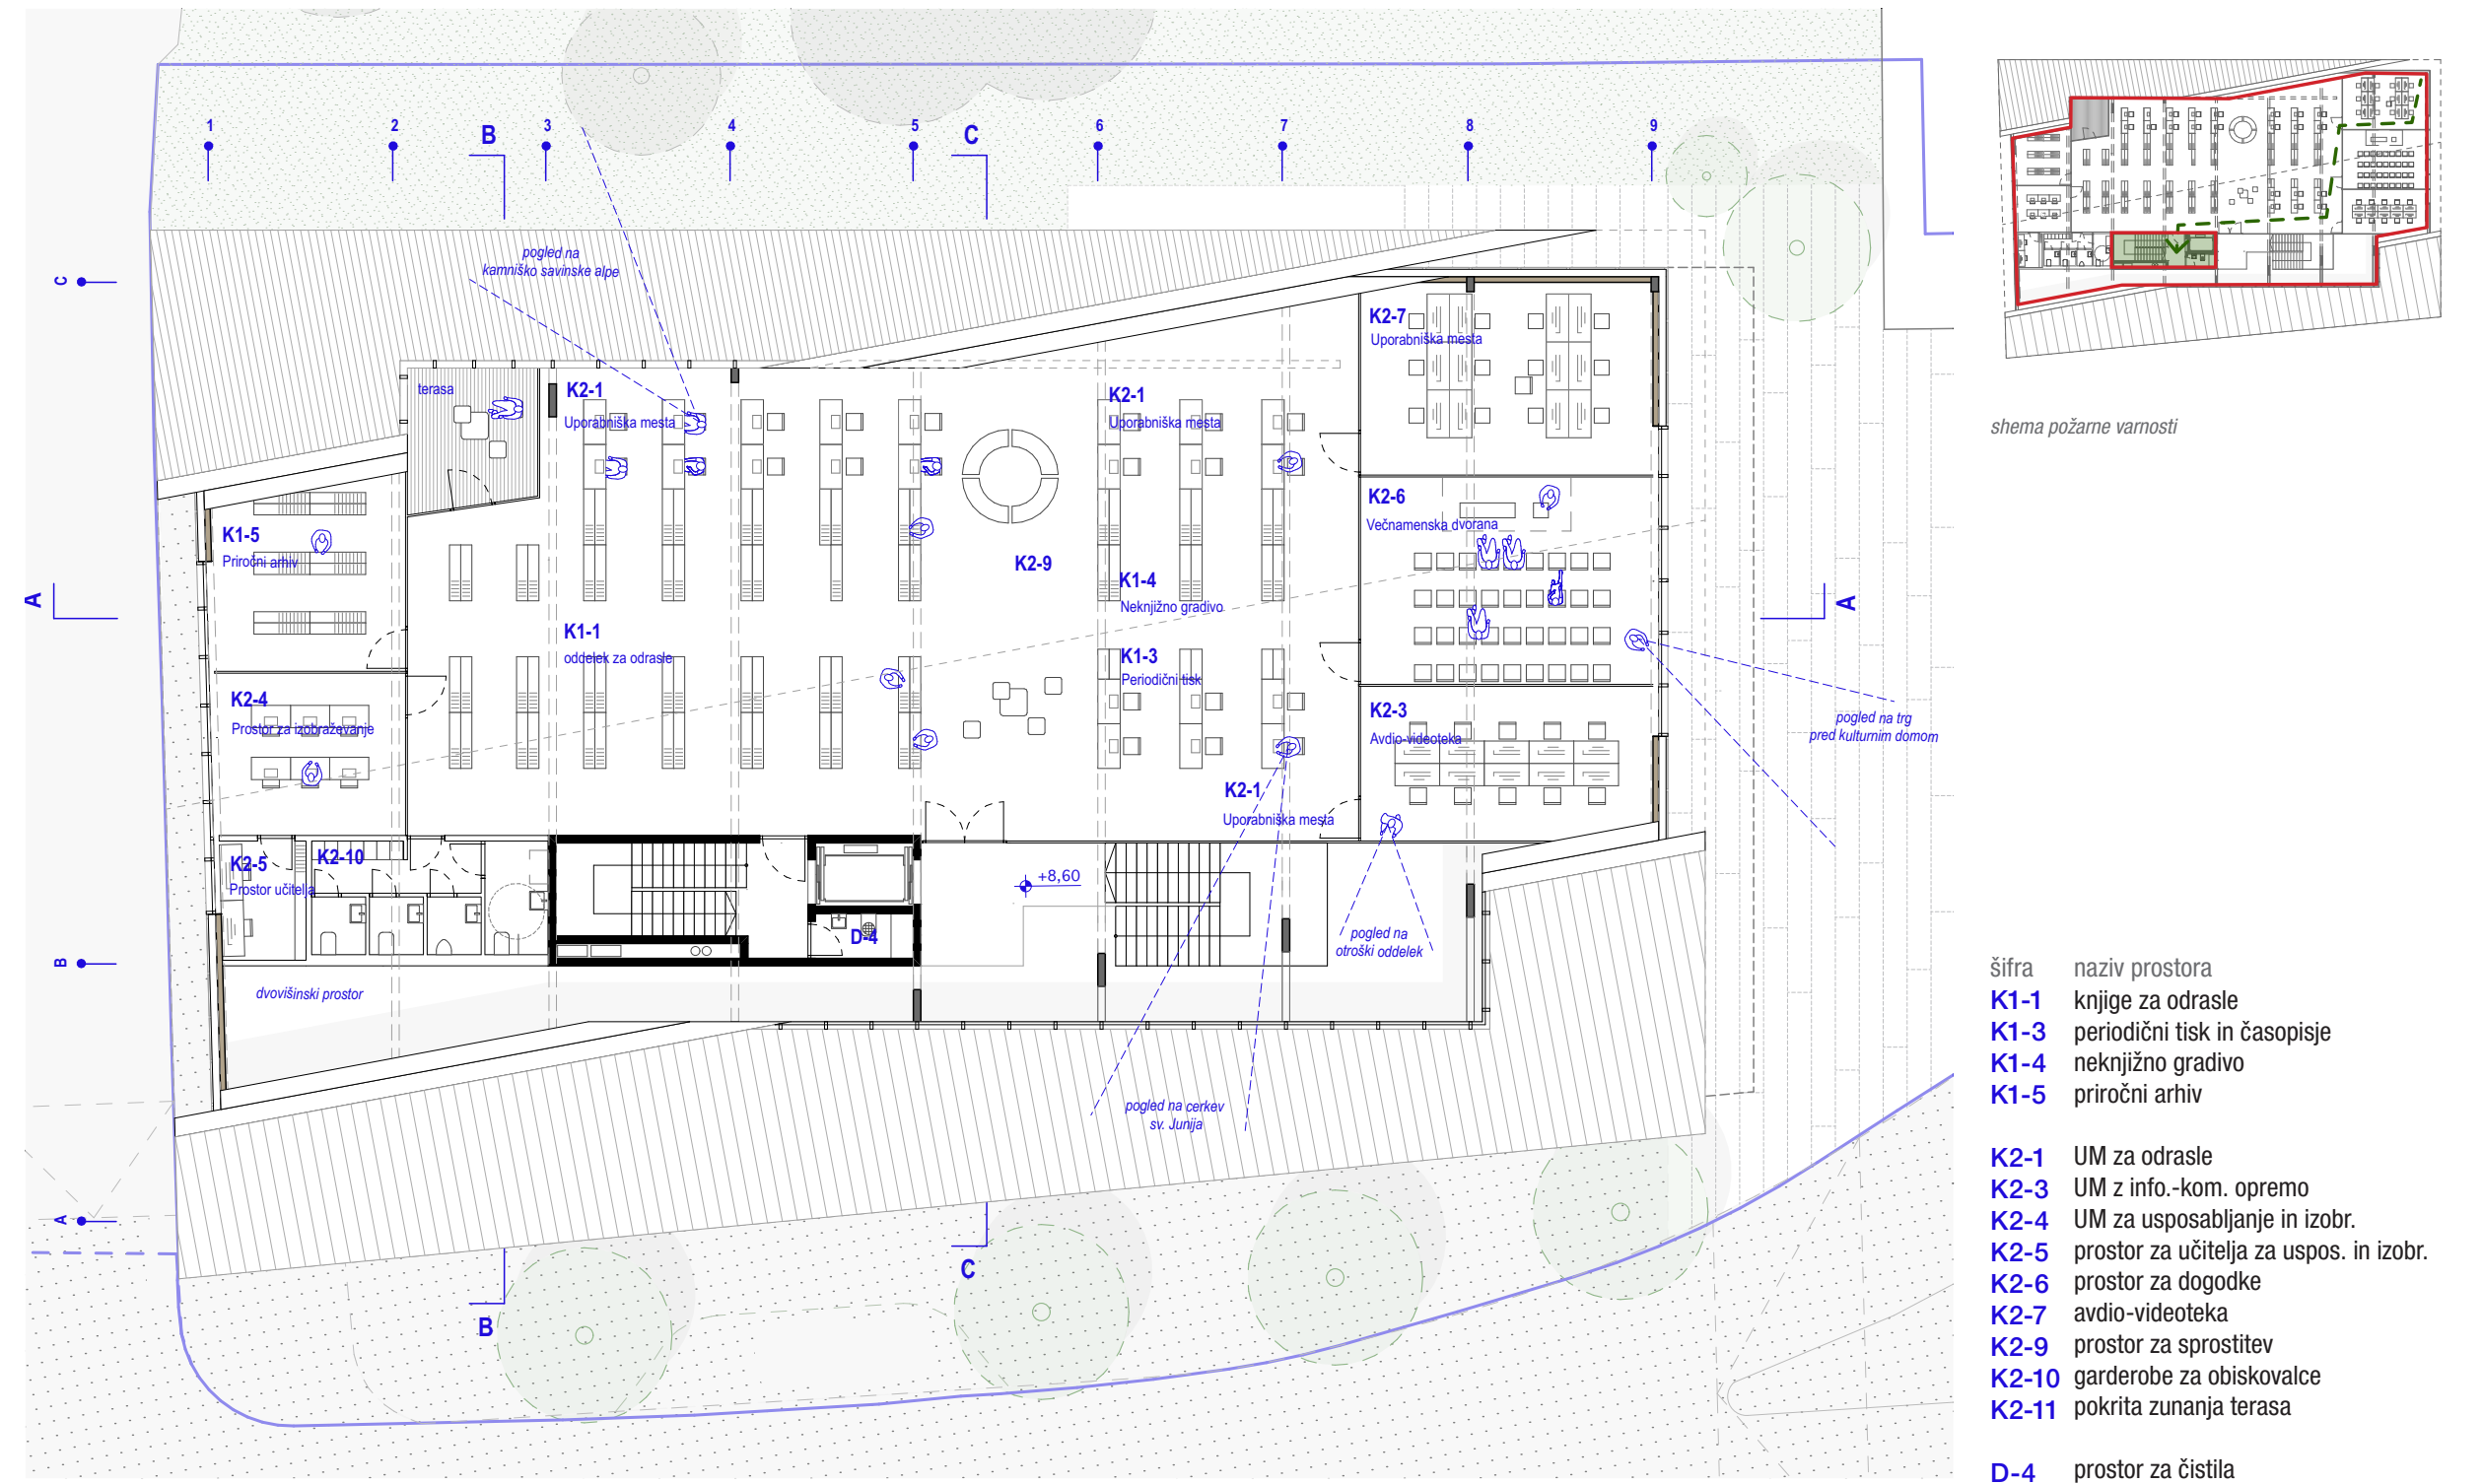 1
2
B
3
4
5
C
6
7
8
9
pogled na
kamniško savinske alpe
C
K2-7
Uporabniška mesta
terasa
K2-1
Uporabniška mesta
K2-1
Uporabniška mesta
shema požarne varnosti
K2-6
Večnamenska dvorana
K1-5
Priročni arhiv
K2-9
K1-4
Neknjižno gradivo
A
A
K1-1
oddelek za odrasle
K1-3
Periodični tisk
K2-4
Prostor za izobraževanje
K2-3
Avdio-videoteka
pogled na trg
pred kulturnim domom
K2-1
Uporabniška mesta
K2-5
Prostor učitelja
K2-10
+8,60
D-4
pogled na
otroški oddelek
B
dvovišinski prostor
pogled na cerkev
sv. Junija
A
C
B
šifra naziv prostora
K1-1 knjige za odrasle
K1-3 periodični tisk in časopisje
K1-4 neknjižno gradivo
K1-5 priročni arhiv
K2-1 UM za odrasle
K2-3 UM z info.-kom. opremo
K2-4 UM za usposabljanje in izobr.
K2-5 prostor za učitelja za uspos. in izobr.
K2-6 prostor za dogodke
K2-7 avdio-videoteka
K2-9 prostor za sprostitev
K2-10 garderobe za obiskovalce
K2-11 pokrita zunanja terasa
D-4 prostor za čistila